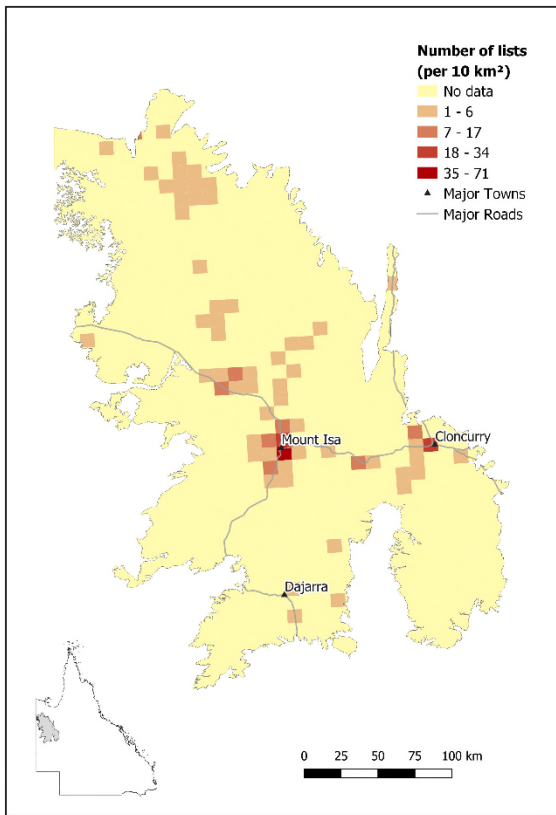 Number of lists
(per 10 km²)
No data
1 - 6
7 - 17
18 - 34
35 - 71
Major Towns
Major Roads
Cloncurry
Mount Isa
Dajarra
0 25 50 75 100 km